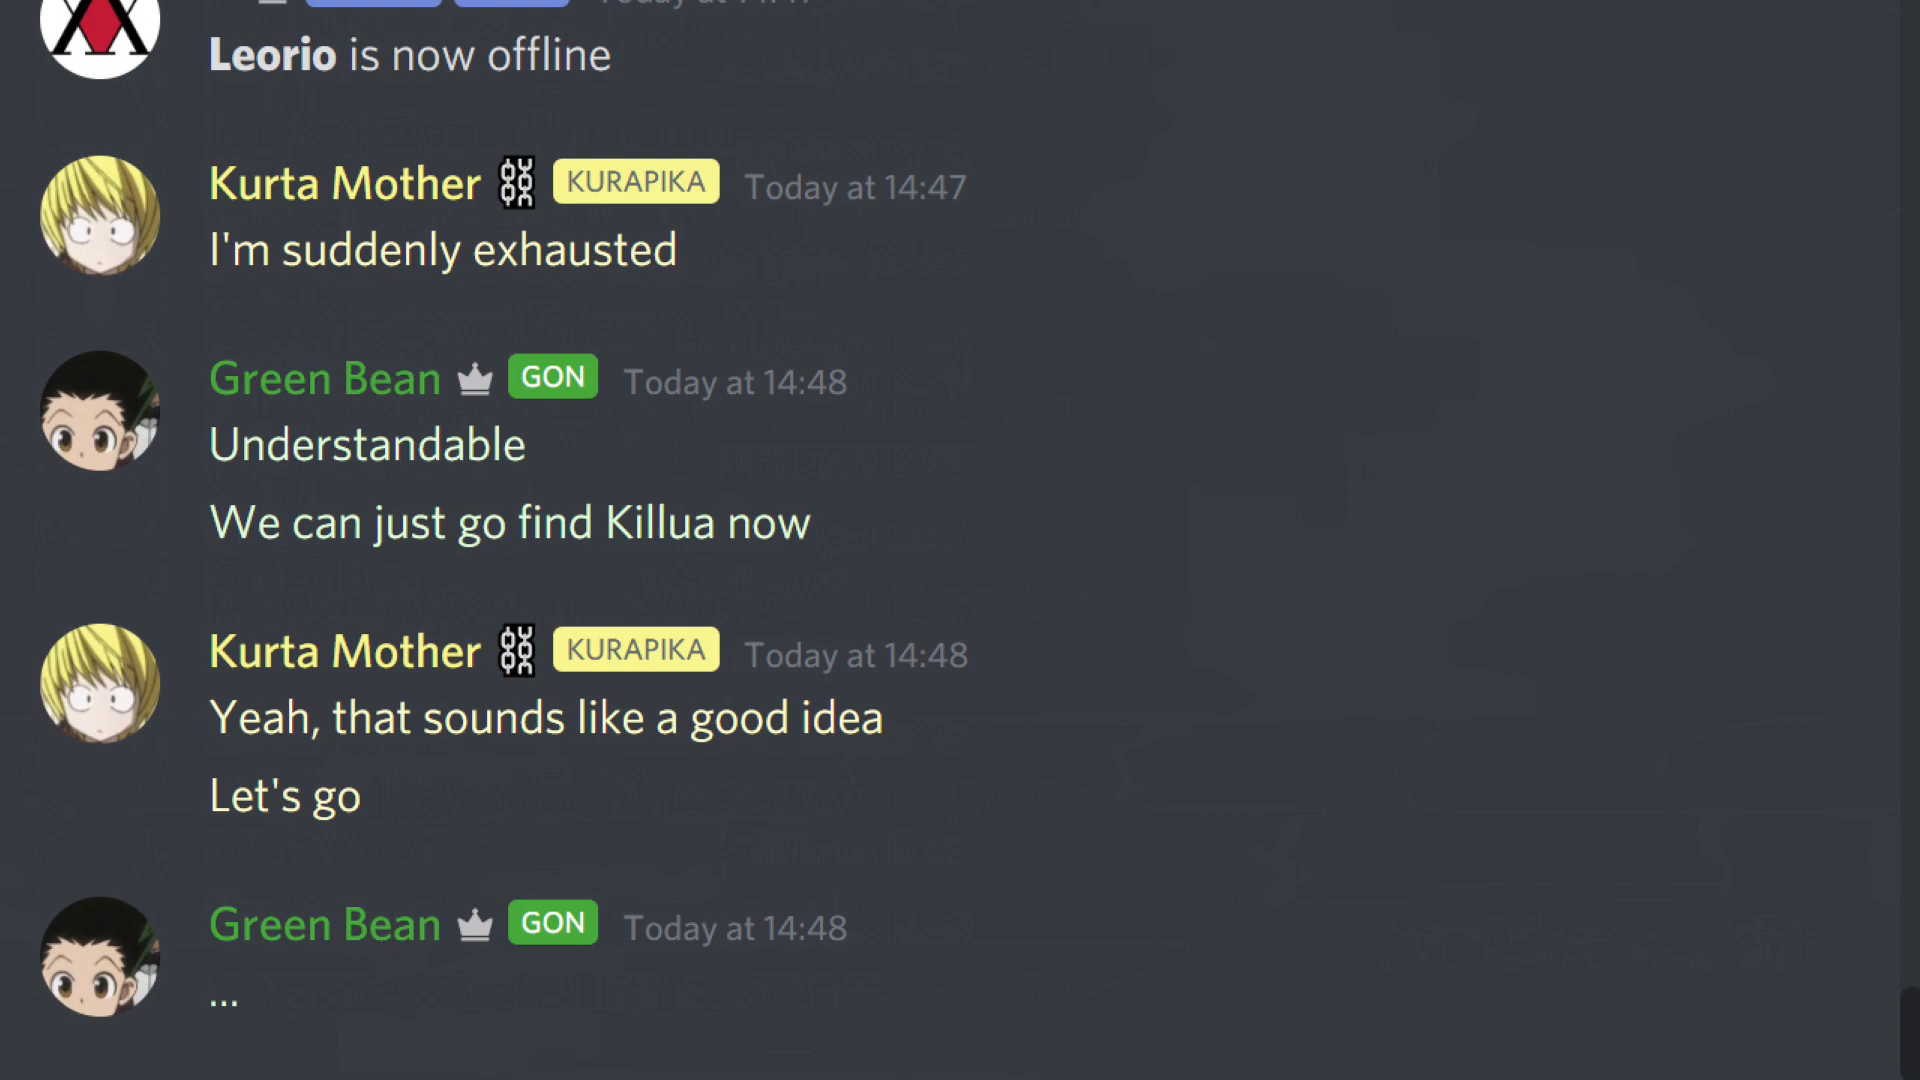 Leorio is now offline
Kurta Mother KURAPIKA Today at 14:47
I'm suddenly exhausted
Green Bean GON Today at 14:48
Understandable
We can just go find Killua now
Kurta Mother KURAPIKA Today at 14:48
Yeah, that sounds like a good idea
Let's go
Green Bean GON Today at 14:48
...